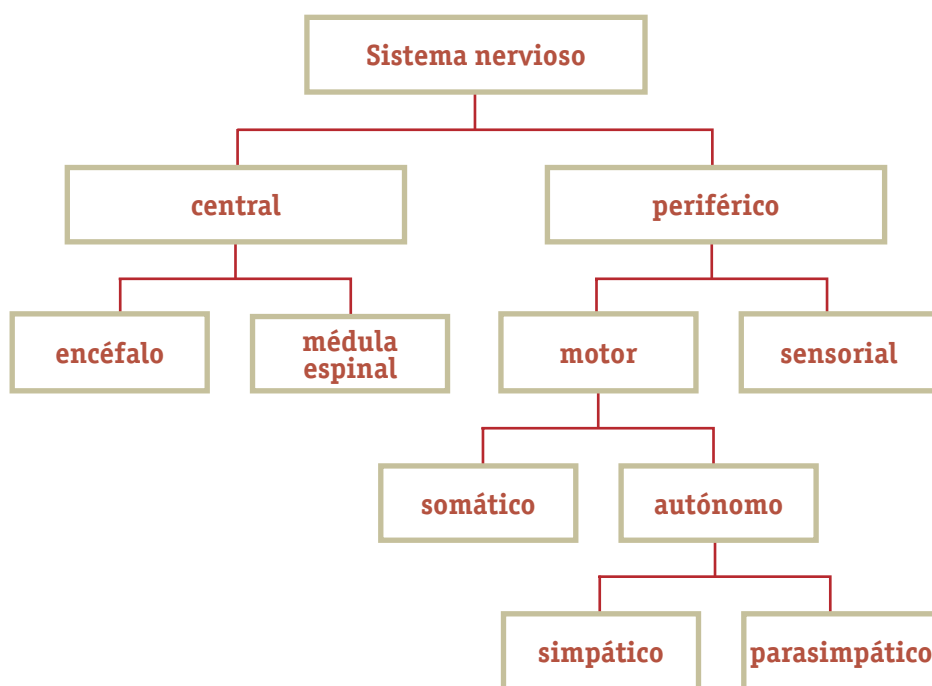 Sistema nervioso
central
periférico
encéfalo
médula
espinal
motor
sensorial
somático
autónomo
simpático
parasimpático